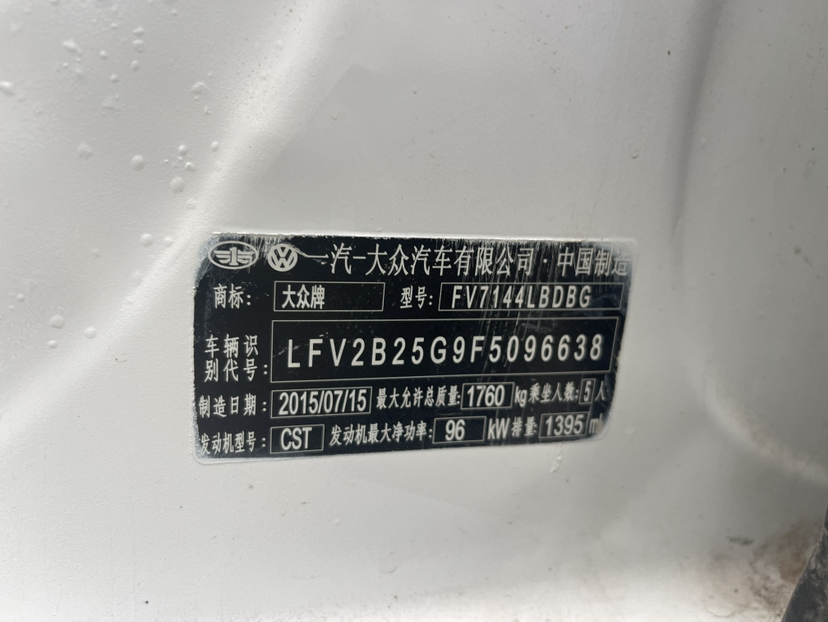 一汽-大众汽车有限公司·中国制造
商标: 大众牌 型号: FV7144LBDBG
车辆识别代号: LFV2B25G9F5096638
制造日期: 2015/07/15 最大允许总质量: 1760 kg 乘坐人数: 5 人
发动机型号: CST 发动机最大净功率: 96 kW 排量: 1395 m